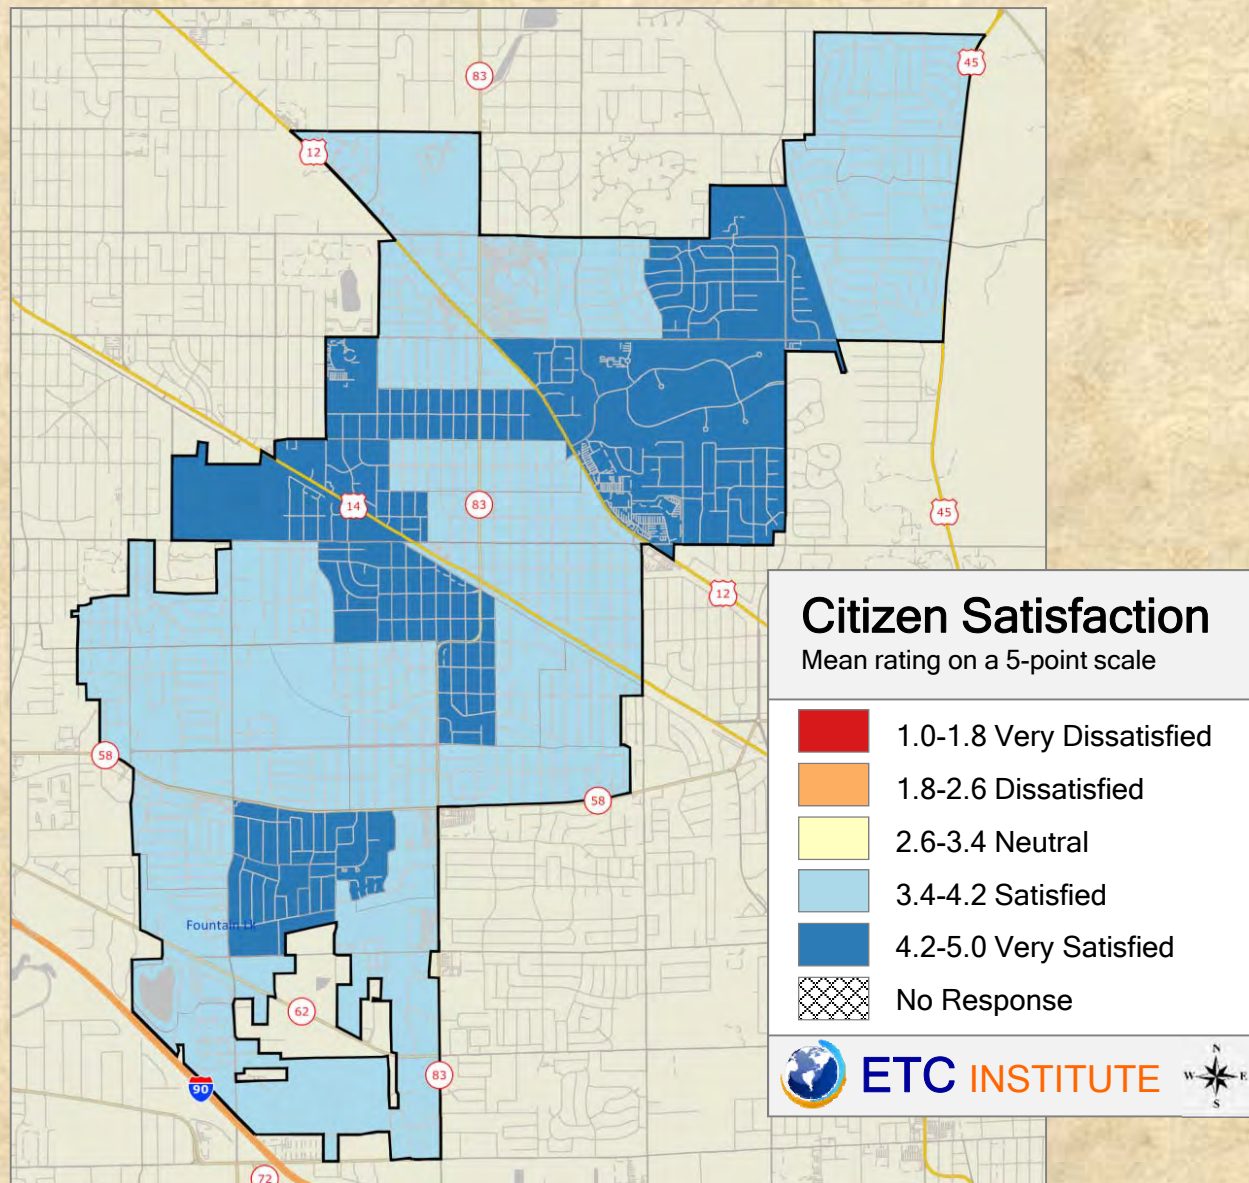 45
83
12
14
83
45
12
58
58
Fountain Lk
62
83
90
72
Citizen Satisfaction
Mean rating on a 5-point scale
1.0-1.8 Very Dissatisfied
1.8-2.6 Dissatisfied
2.6-3.4 Neutral
3.4-4.2 Satisfied
4.2-5.0 Very Satisfied
No Response
ETC INSTITUTE
N
W E
S